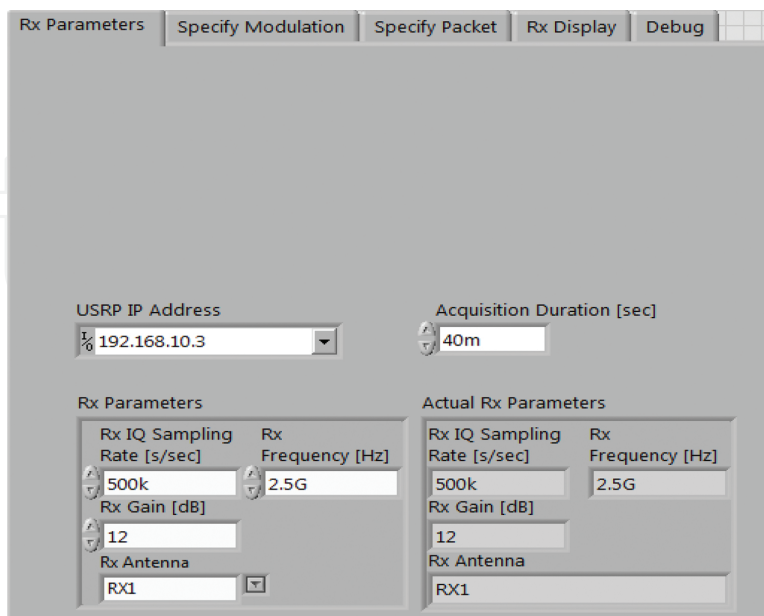 Rx Parameters Specify Modulation Specify Packet Rx Display Debug
USRP IP Address
192.168.10.3
Acquisition Duration [sec]
40m
Rx Parameters
Rx IQ Sampling
Rate [s/sec]
500k
Rx
Frequency [Hz]
2.5G
Rx Gain [dB]
12
Rx Antenna
RX1
Actual Rx Parameters
Rx IQ Sampling
Rate [s/sec]
500k
Rx
Frequency [Hz]
2.5G
Rx Gain [dB]
12
Rx Antenna
RX1